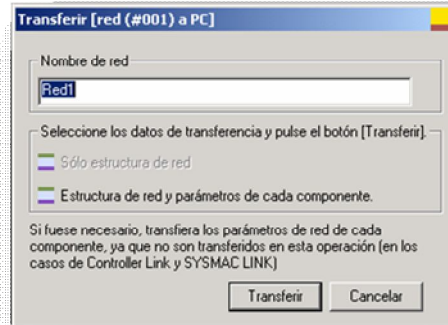 Transferir [red (#001) a PC]
Nombre de red
Red1
Seleccione los datos de transferencia y pulse el botón [Transferir].
Sólo estructura de red
Estructura de red y parámetros de cada componente.
Si fuese necesario, transfiera los parámetros de red de cada
componente, ya que no son transferidos en esta operación (en los
casos de Controller Link y SYSMAC LINK)
Transferir
Cancelar